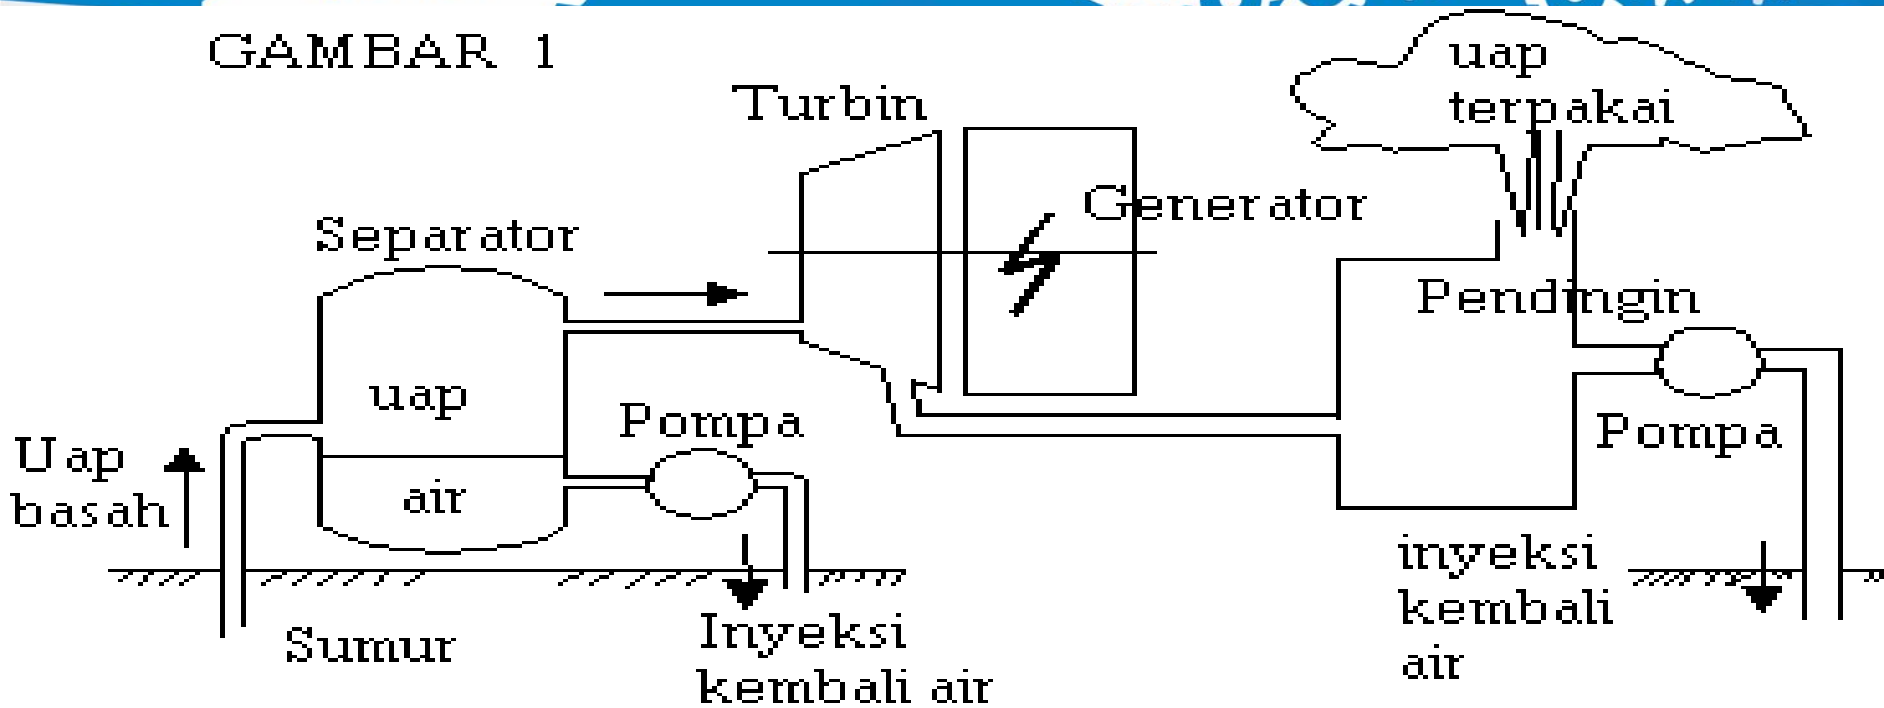 GAMBAR 1
uap
terpakai
Turbin
Generator
Separator
Pendingin
uap
Pompa
Pompa
Uap
basah
air
Sumur
Inyeksi
kembali air
inyeksi
kembali
air